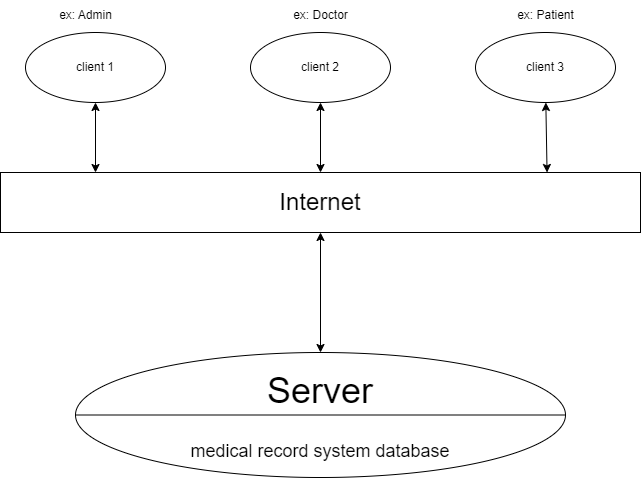 ex: Admin
ex: Doctor
ex: Patient
client 1
client 2
client 3
Internet
Server
medical record system database